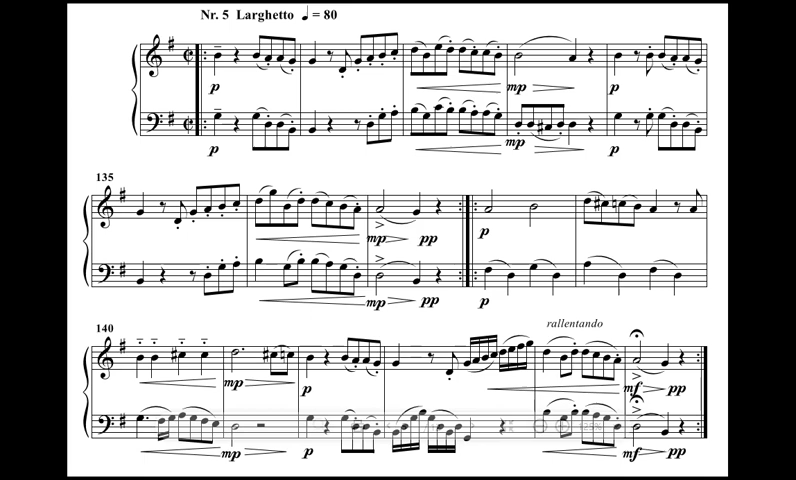 Nr. 5 Larghetto ♩ = 80
p mp p
p mp p
135
mp pp p
mp pp p
140 rallentando
mp p mf pp
mp p mf pp
125%